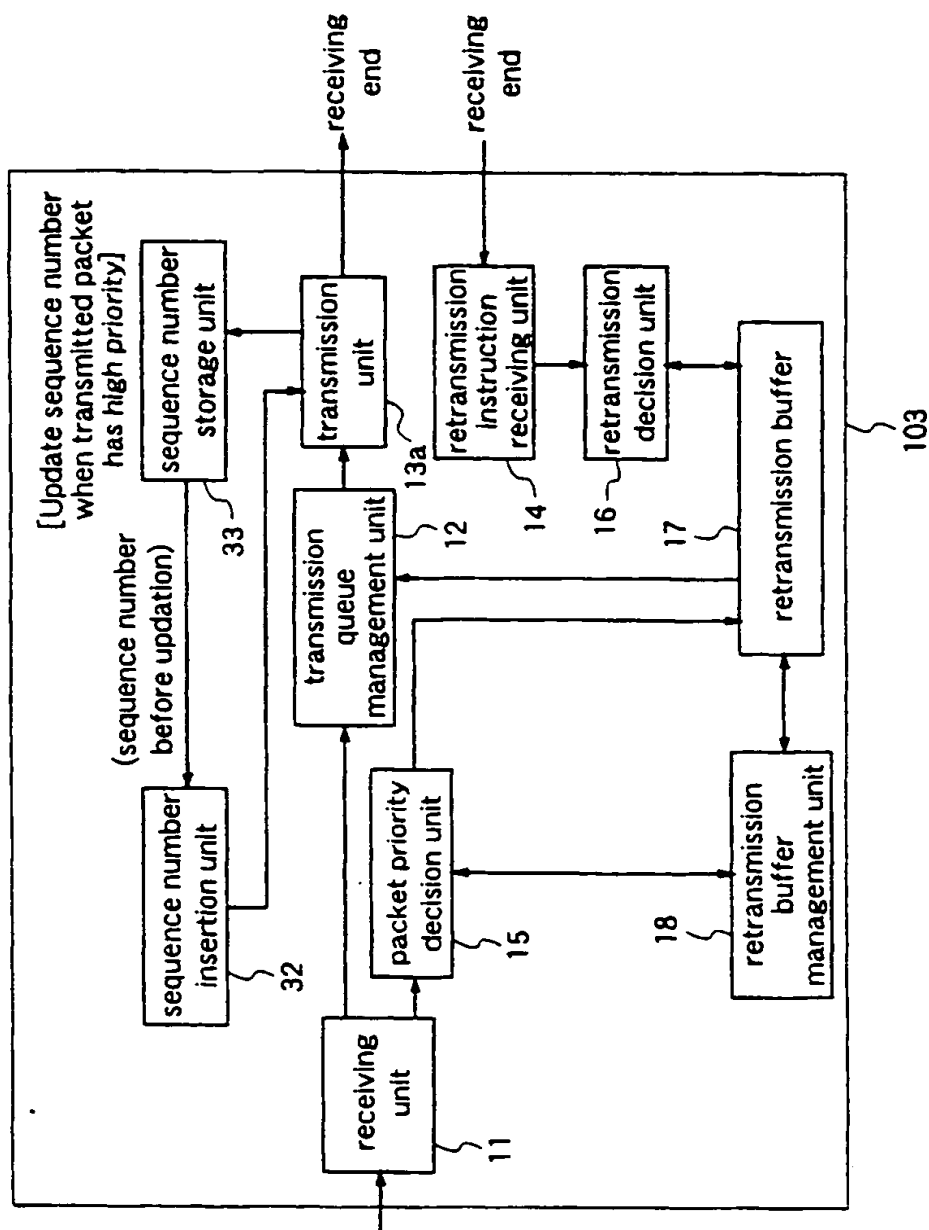 [Update sequence number
when transmitted packet
has high priority]
(sequence number
before updation)
sequence number
insertion unit
32
sequence number
storage unit
33
receiving
end
receiving
unit
11
transmission
queue
management unit
12
transmission
unit
13a
receiving
end
packet priority
decision unit
15
retransmission
instruction
receiving unit
14
retransmission
decision unit
16
retransmission
buffer
management unit
18
retransmission buffer
17
103